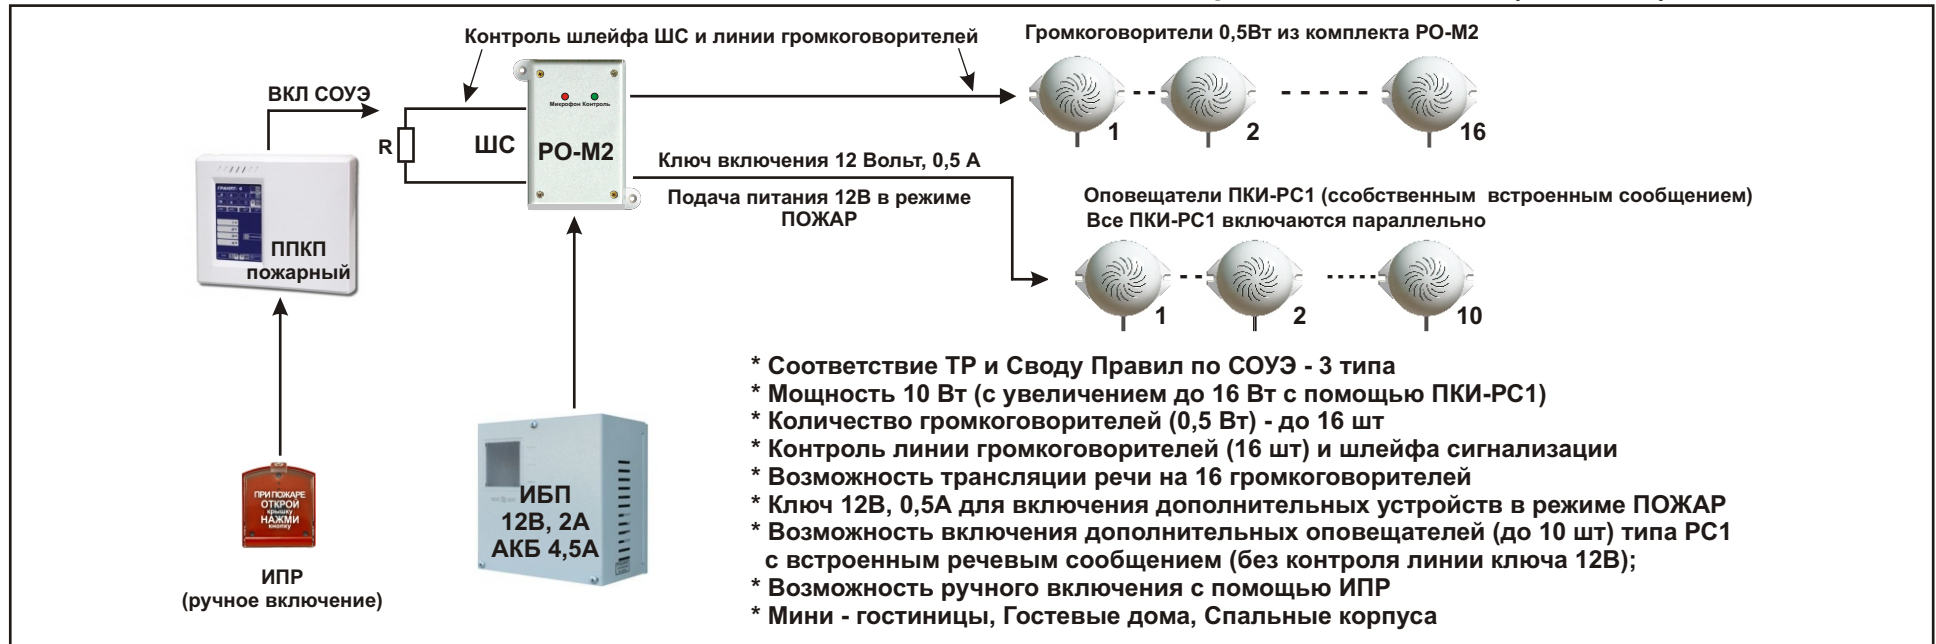 Контроль шлейфа ШС и линии громкоговорителей
Громкоговорители 0,5Вт из комплекта РО-М2
ВКЛ СОУЭ
Микрофон Контроль
R
ШС
РО-М2
1
2
16
Ключ включения 12 Вольт, 0,5 А
Подача питания 12В в режиме
ПОЖАР
Оповещатели ПКИ-РС1 (ссобственным встроенным сообщением)
Все ПКИ-РС1 включаются параллельно
ППКП
пожарный
1
2
10
* Соответствие ТР и Своду Правил по СОУЭ - 3 типа
* Мощность 10 Вт (с увеличением до 16 Вт с помощью ПКИ-РС1)
* Количество громкоговорителей (0,5 Вт) - до 16 шт
* Контроль линии громкоговорителей (16 шт) и шлейфа сигнализации
* Возможность трансляции речи на 16 громкоговорителей
* Ключ 12В, 0,5А для включения дополнительных устройств в режиме ПОЖАР
* Возможность включения дополнительных оповещателей (до 10 шт) типа РС1
с встроенным речевым сообщением (без контроля линии ключа 12В);
* Возможность ручного включения с помощью ИПР
* Мини - гостиницы, Гостевые дома, Спальные корпуса
ПРИ ПОЖАРЕ
ОТКРОЙ
крышку
НАЖМИ
кнопку
ИБП
12В, 2А
АКБ 4,5А
ИПР
(ручное включение)